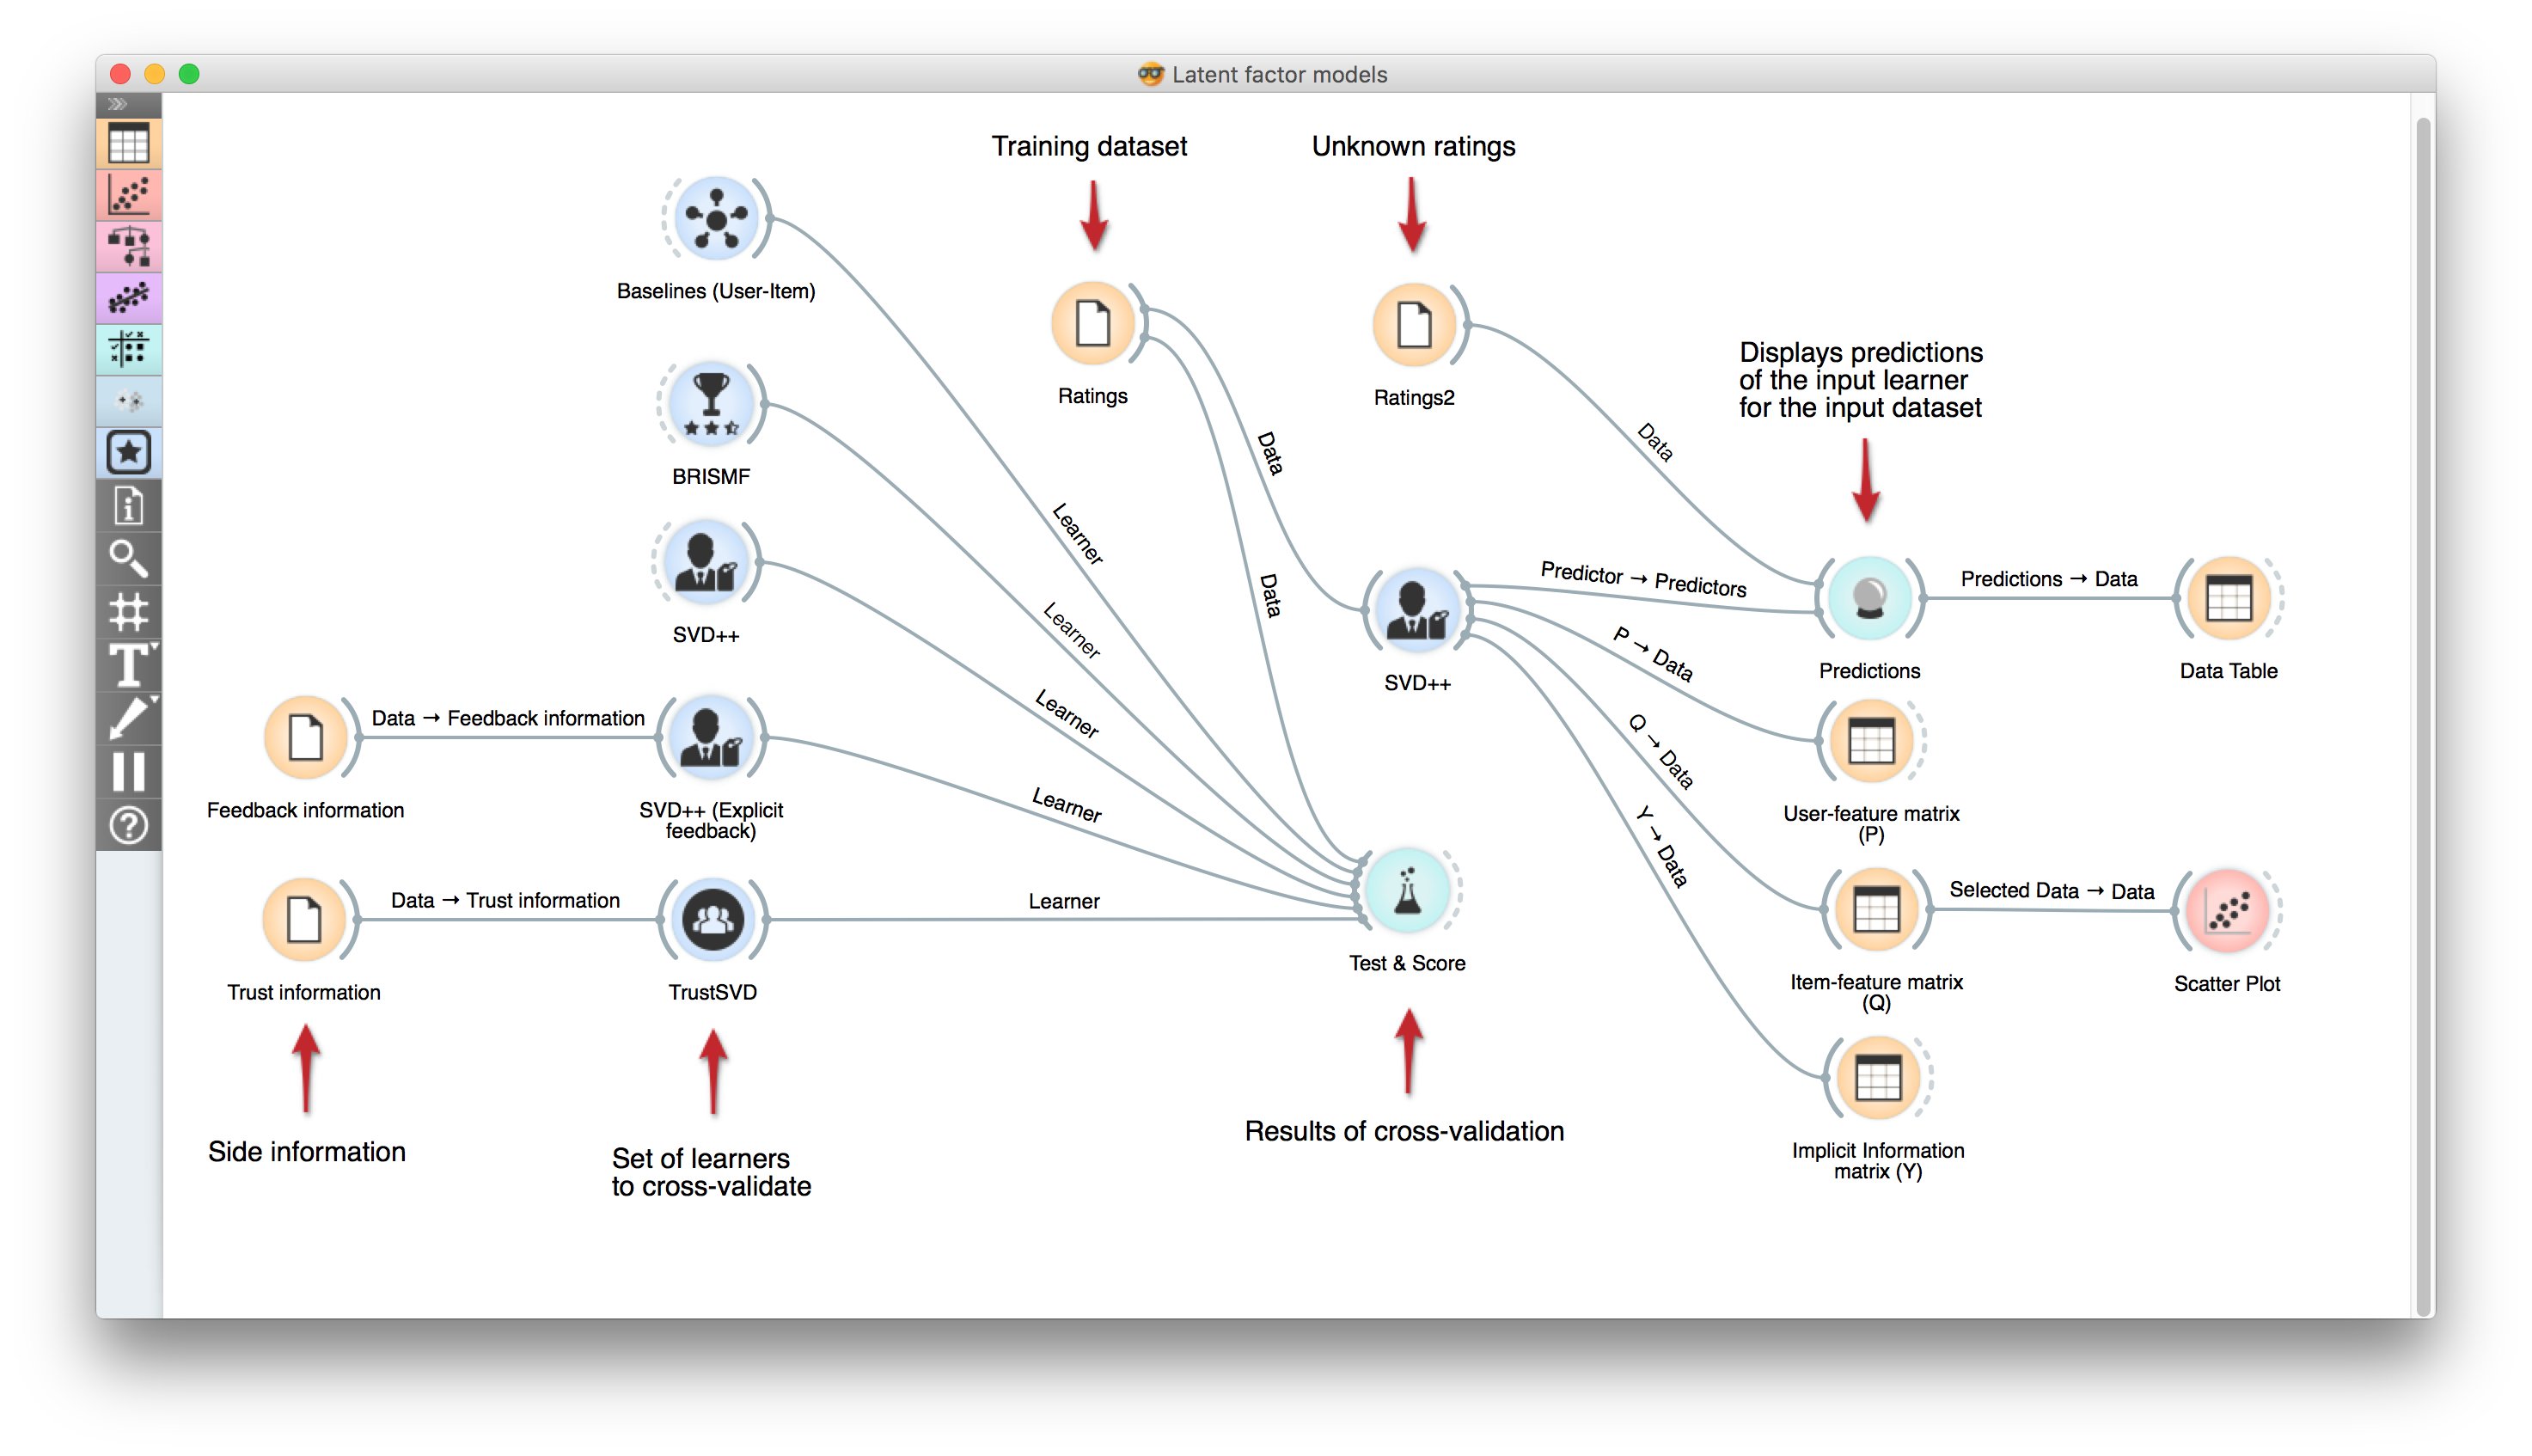 Latent factor models
Training dataset
Unknown ratings
Baselines (User-Item)
Displays predictions
of the input learner
for the input dataset
Ratings
Ratings2
Data
Data
BRISMF
Learner
Predictor → Predictors
Predictions → Data
Data
Learner
SVD++
P → Data
SVD++
Predictions
Data Table
Data → Feedback information
Learner
Q → Data
Feedback information
SVD++ (Explicit
feedback)
Learner
User-feature matrix
(P)
Y → Data
Data → Trust information
Learner
Selected Data → Data
Trust information
TrustSVD
Test & Score
Item-feature matrix
(Q)
Scatter Plot
Side information
Set of learners
to cross-validate
Results of cross-validation
Implicit Information
matrix (Y)